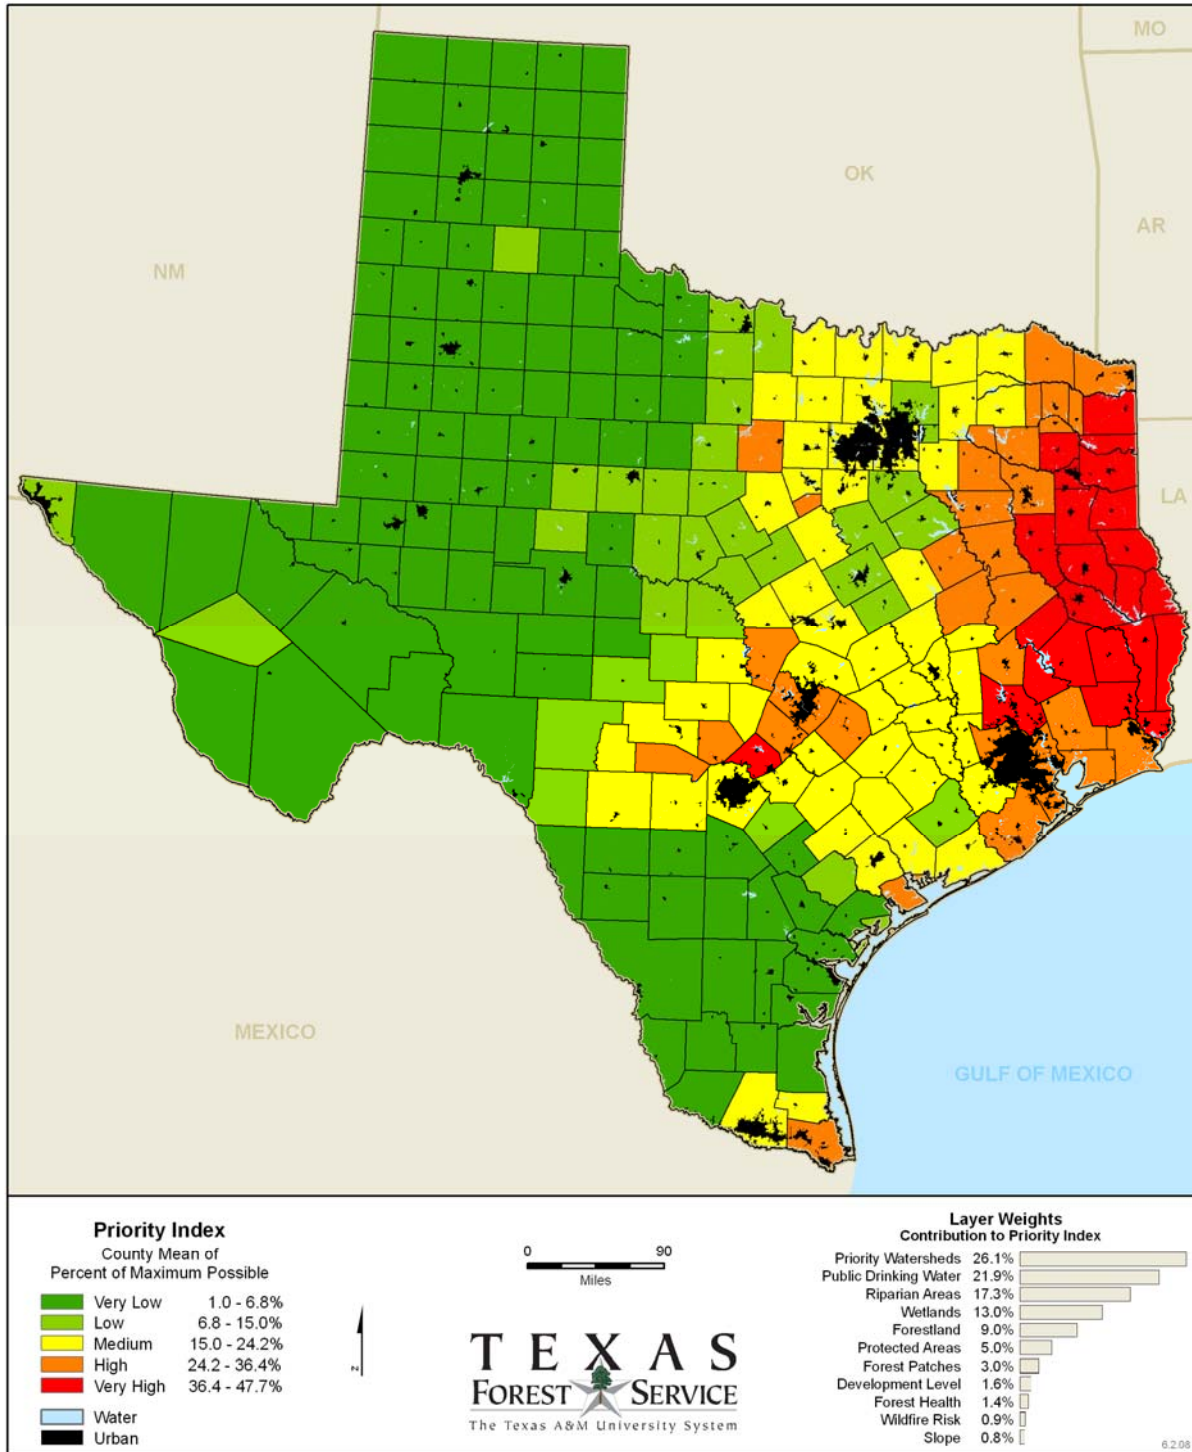 MO
OK
AR
NM
LA
MEXICO
GULF OF MEXICO
Priority Index
County Mean of
Percent of Maximum Possible
Very Low 1.0 - 6.8%
Low 6.8 - 15.0%
Medium 15.0 - 24.2%
High 24.2 - 36.4%
Very High 36.4 - 47.7%
Water
Urban
0 90
Miles
N
TEXAS
FOREST SERVICE
The Texas A&M University System
Layer Weights
Contribution to Priority Index
Priority Watersheds 26.1%
Public Drinking Water 21.9%
Riparian Areas 17.3%
Wetlands 13.0%
Forestland 9.0%
Protected Areas 5.0%
Forest Patches 3.0%
Development Level 1.6%
Forest Health 1.4%
Wildfire Risk 0.9%
Slope 0.8%
6.2.08